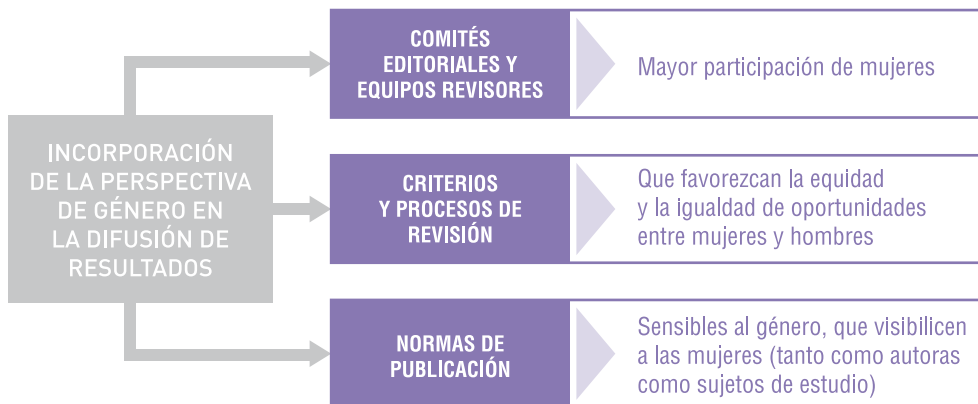 INCORPORACIÓN
DE LA PERSPECTIVA
DE GÉNERO EN
LA DIFUSIÓN DE
RESULTADOS
COMITÉS
EDITORIALES Y
EQUIPOS REVISORES
Mayor participación de mujeres
CRITERIOS
Y PROCESOS DE
REVISIÓN
Que favorezcan la equidad
y la igualdad de oportunidades
entre mujeres y hombres
NORMAS DE
PUBLICACIÓN
Sensibles al género, que visibilicen
a las mujeres (tanto como autoras
como sujetos de estudio)